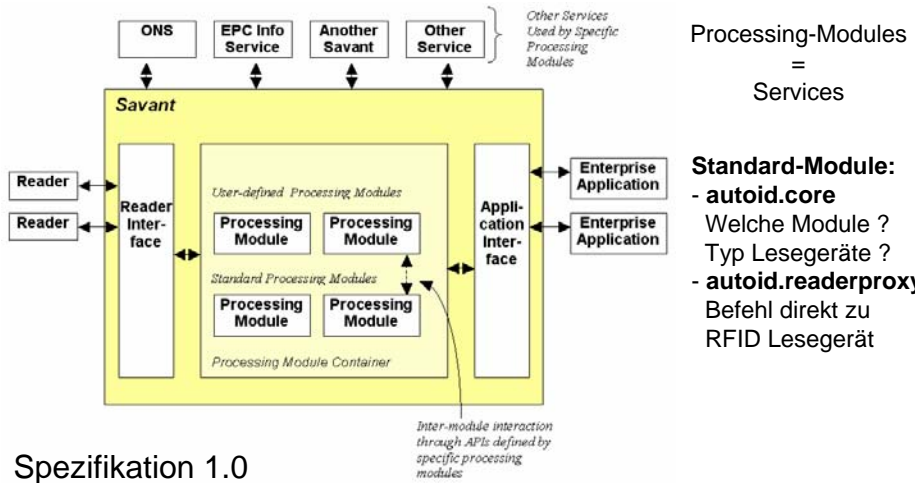 ONS
EPC Info
Service
Another
Savant
Other
Service
Other Services
Used by Specific
Processing
Modules
Savant
Reader
Reader
Reader
Inter-
face
User-defined Processing Modules
Processing
Module
Processing
Module
Standard Processing Modules
Processing
Module
Processing
Module
Processing Module Container
Appli-
cation
Inter-
face
Enterprise
Application
Enterprise
Application
Inter-module interaction
through APIs defined by
specific processing
modules
Processing-Modules
=
Services
Standard-Module:
- autoid.core
Welche Module ?
Typ Lesegeräte ?
- autoid.readerproxy
Befehl direkt zu
RFID Lesegerät
Spezifikation 1.0